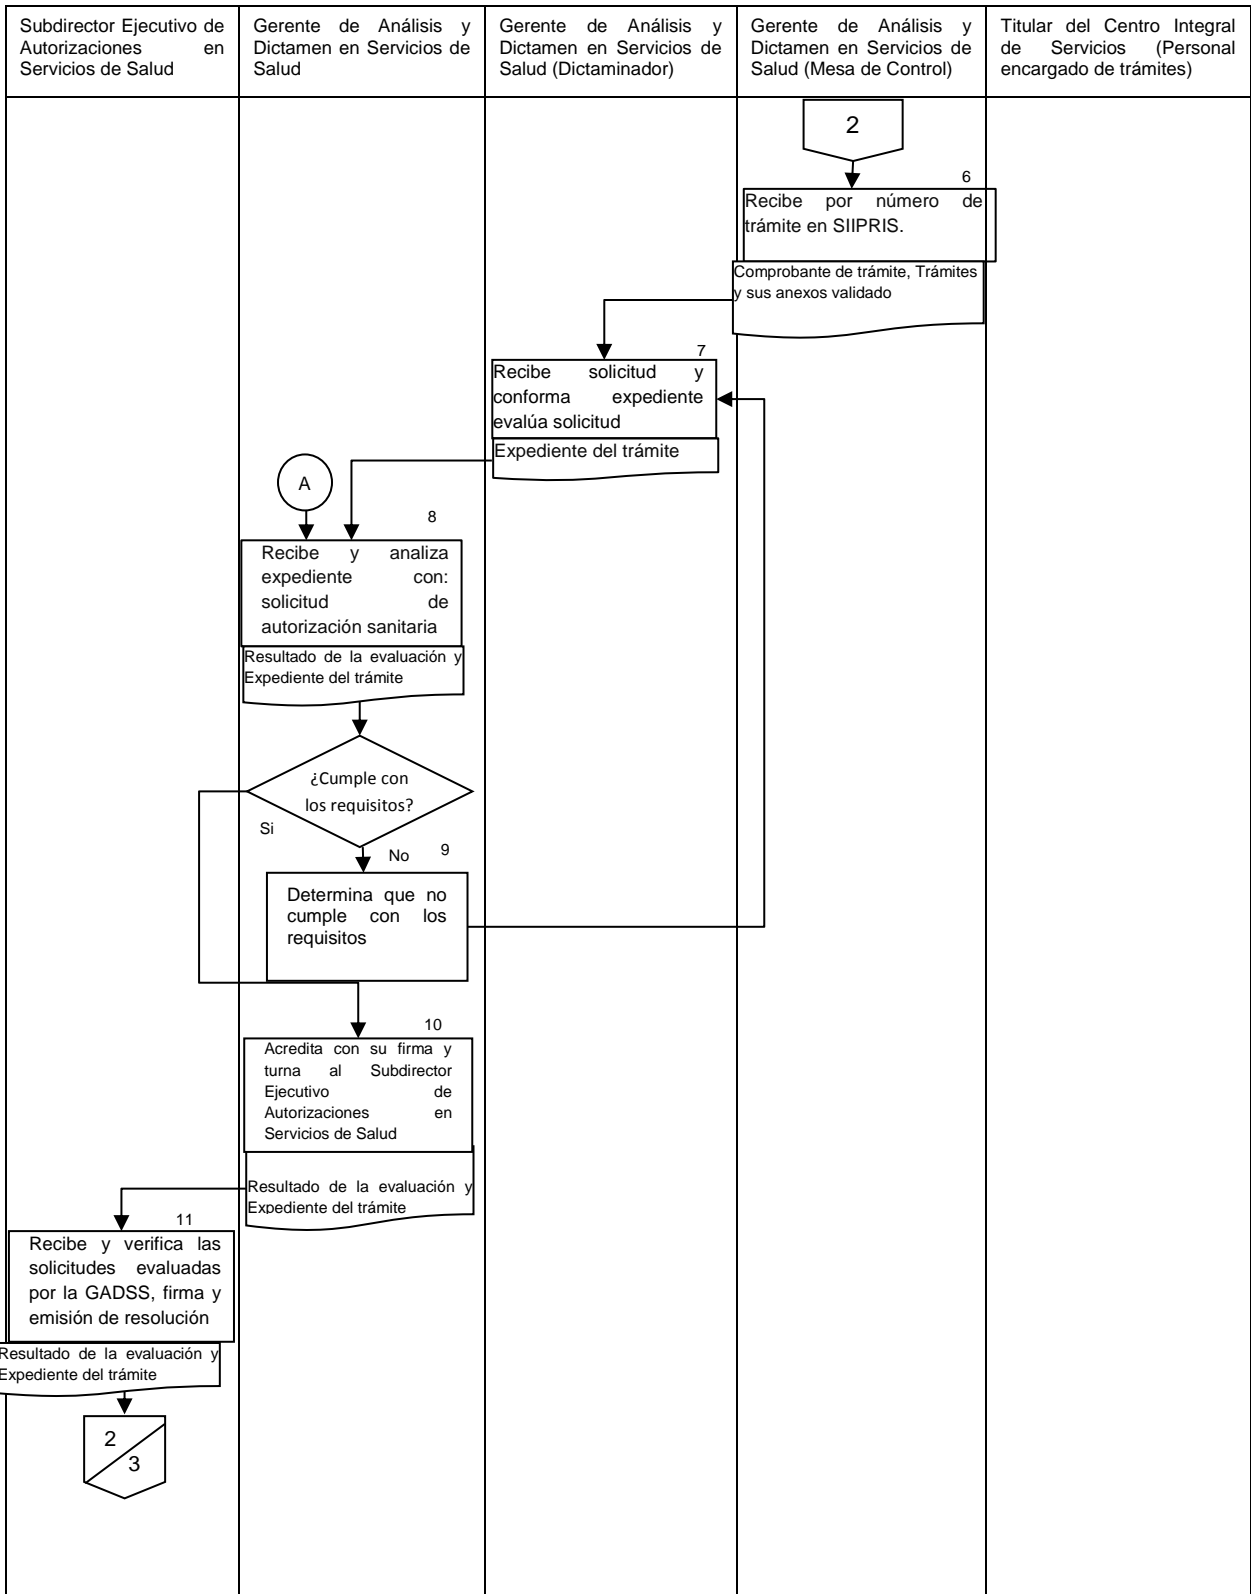 Subdirector Ejecutivo de
Autorizaciones en
Servicios de Salud
Gerente de Análisis y
Dictamen en Servicios de
Salud
Gerente de Análisis y
Dictamen en Servicios de
Salud (Dictaminador)
Gerente de Análisis y
Dictamen en Servicios de
Salud (Mesa de Control)
Titular del Centro Integral
de Servicios (Personal
encargado de trámites)
2
6
Recibe por número de
trámite en SIIPRIS.
Comprobante de trámite, Trámites
y sus anexos validado
7
Recibe solicitud y
conforma expediente
evalúa solicitud
Expediente del trámite
A
8
Recibe y analiza
expediente con:
solicitud de
autorización sanitaria
Resultado de la evaluación y
Expediente del trámite
¿Cumple con
los requisitos?
Si
No
9
Determina que no
cumple con los
requisitos
10
Acredita con su firma y
turna al Subdirector
Ejecutivo de
Autorizaciones en
Servicios de Salud
Resultado de la evaluación y
Expediente del trámite
11
Recibe y verifica las
solicitudes evaluadas
por la GADSS, firma y
emisión de resolución
Resultado de la evaluación y
Expediente del trámite
2
3